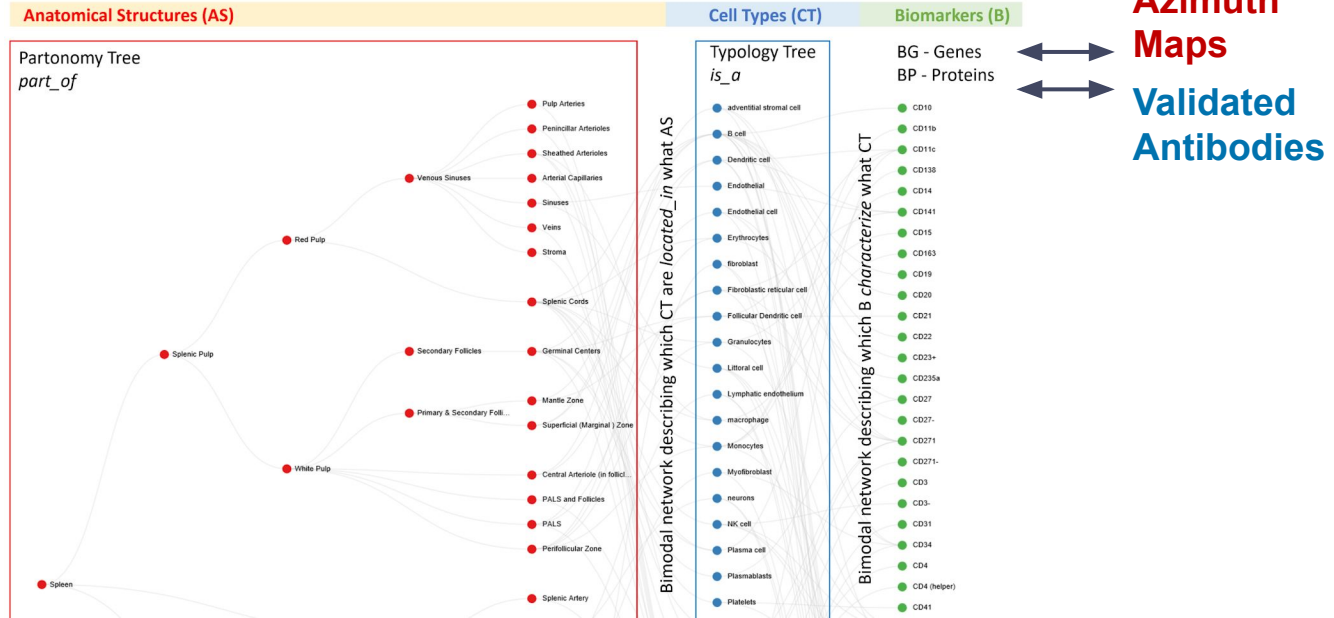 Anatomical Structures (AS)
Cell Types (CT)
Biomarkers (B)
Azimuth
Maps
Validated
Antibodies
Partonomy Tree
part_of
Spleen
Splenic Pulp
Red Pulp
White Pulp
Venous Sinuses
Secondary Follicles
Primary & Secondary Folli...
Pulp Arteries
Penincillar Arterioles
Sheathed Arterioles
Arterial Capillaries
Sinuses
Veins
Stroma
Splenic Cords
Germinal Centers
Mantle Zone
Superficial (Marginal ) Zone
Central Arteriole (in follicl...
PALS and Follicles
PALS
Perifollicular Zone
Splenic Artery
Bimodal network describing which CT are located_in what AS
Typology Tree
is_a
adventitial stromal cell
B cell
Dendritic cell
Endothelial
Endothelial cell
Erythrocytes
fibroblast
Fibroblastic reticular cell
Follicular Dendritic cell
Granulocytes
Littoral cell
Lymphatic endothelium
macrophage
Monocytes
Myofibroblast
neurons
NK cell
Plasma cell
Plasmablasts
Platelets
Bimodal network describing which B characterize what CT
BG - Genes
BP - Proteins
CD10
CD11b
CD11c
CD138
CD14
CD141
CD15
CD163
CD19
CD20
CD21
CD22
CD23+
CD235a
CD27
CD27-
CD271
CD271-
CD3
CD3-
CD31
CD34
CD4
CD4 (helper)
CD41